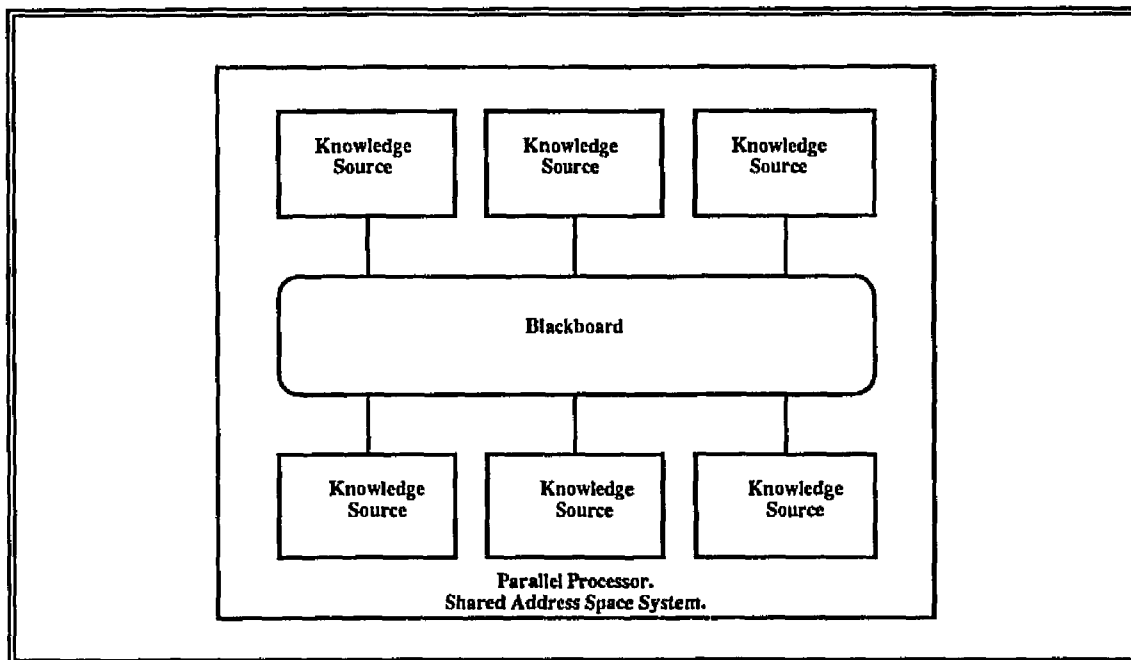 Knowledge
Source
Knowledge
Source
Knowledge
Source
Blackboard
Knowledge
Source
Knowledge
Source
Knowledge
Source
Parallel Processor.
Shared Address Space System.